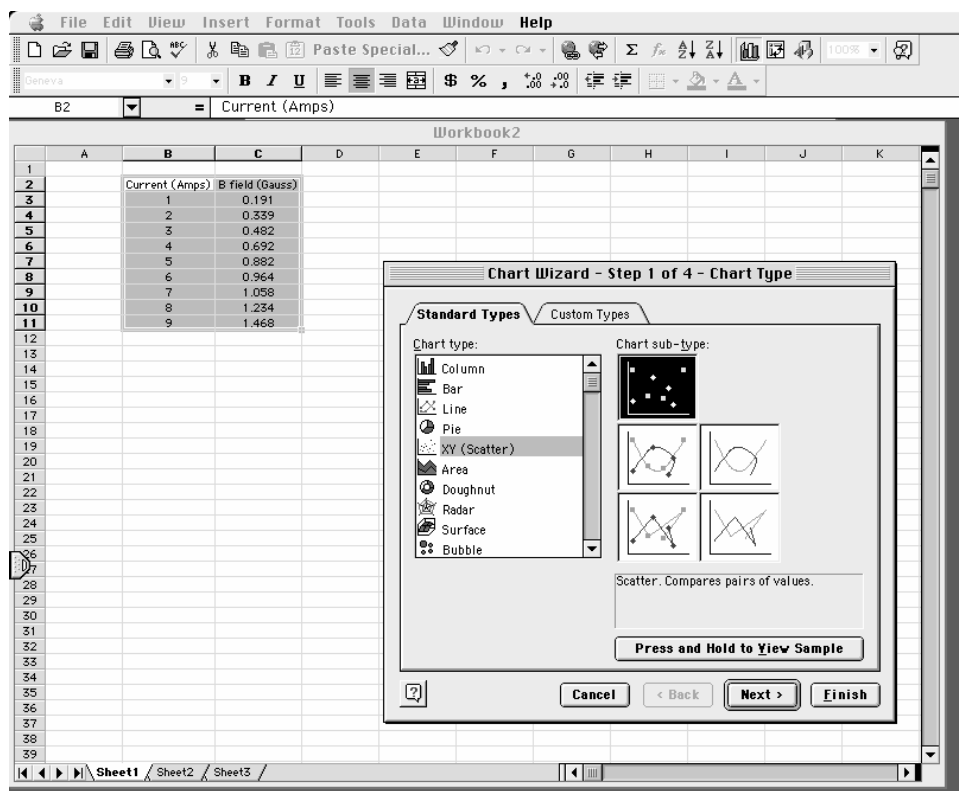 File Edit View Insert Format Tools Data Window Help
ABC Paste Special... Σ fx A Z Z A 100%
Geneva 9 B I U $ % , .0 .00 .00 .0 A
B2 = Current (Amps)
Workbook2
A B C D E F G H I J K
1
2 Current (Amps) B field (Gauss)
3 1 0.191
4 2 0.339
5 3 0.482
6 4 0.692
7 5 0.882
8 6 0.964
9 7 1.058
10 8 1.234
11 9 1.468
12
13
14
15
16
17
18
19
20
21
22
23
24
25
26
27
28
29
30
31
32
33
34
35
36
37
38
39
Chart Wizard - Step 1 of 4 - Chart Type
Standard Types Custom Types
Chart type:
Column
Bar
Line
Pie
XY (Scatter)
Area
Doughnut
Radar
Surface
Bubble
Chart sub-type:
Scatter. Compares pairs of values.
Press and Hold to View Sample
? Cancel < Back Next > Finish
Sheet1 Sheet2 Sheet3